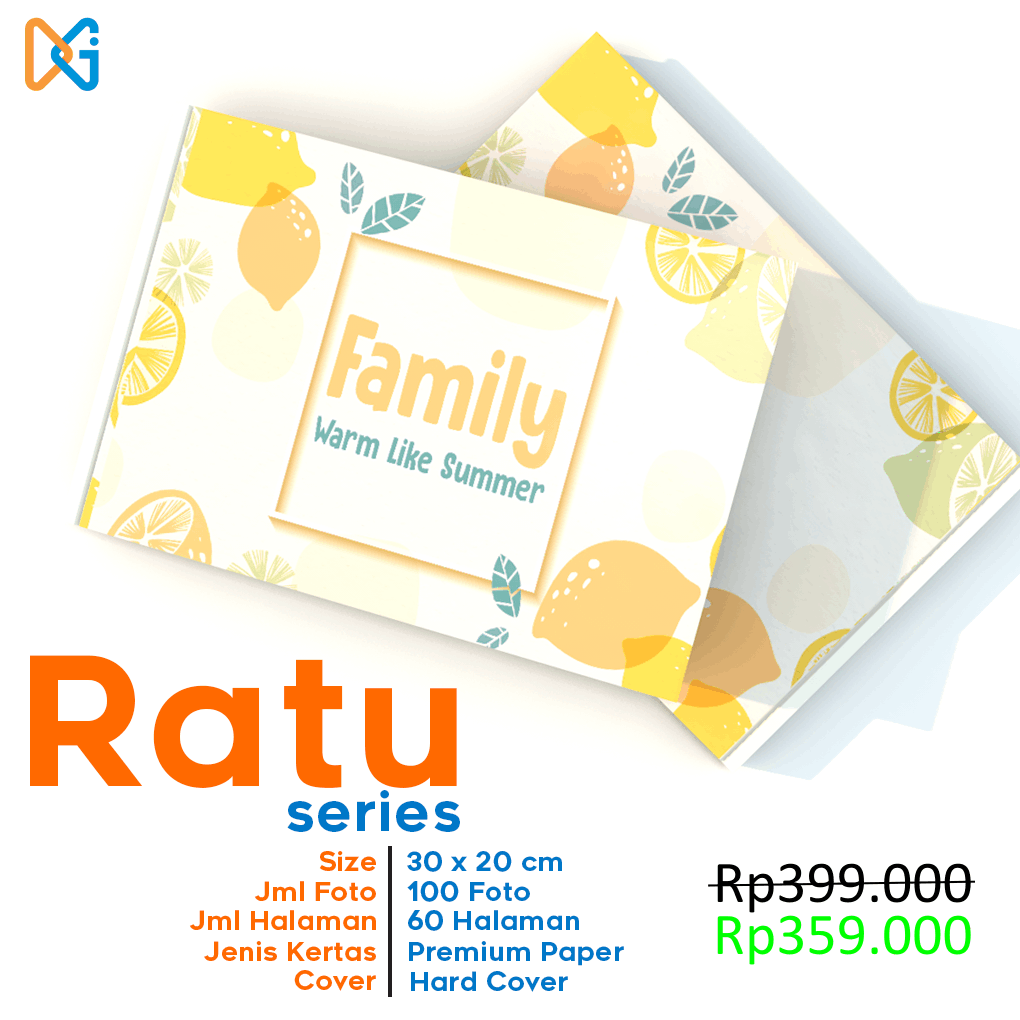 Family
Warm Like Summer
Ratu
series
Size 30 x 20 cm
Jml Foto 100 Foto
Jml Halaman 60 Halaman
Jenis Kertas Premium Paper
Cover Hard Cover
Rp399.000
Rp359.000